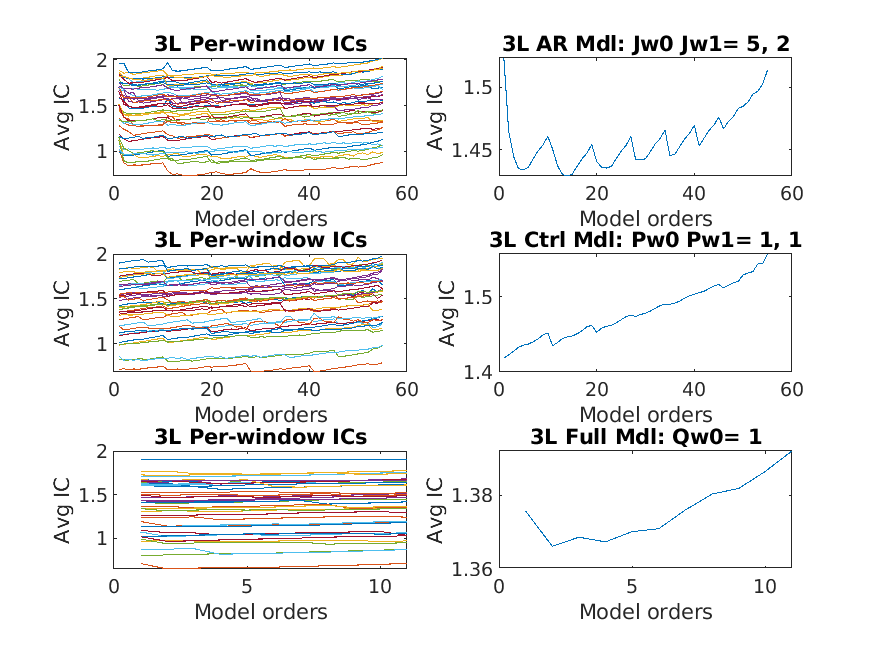 3L Per-window ICs
Avg IC
2
1.5
1
0 20 40 60
Model orders
3L AR Mdl: Jw0 Jw1= 5, 2
Avg IC
1.5
1.45
0 20 40 60
Model orders
3L Per-window ICs
Avg IC
2
1.5
1
0 20 40 60
Model orders
3L Ctrl Mdl: Pw0 Pw1= 1, 1
Avg IC
1.5
1.4
0 20 40 60
Model orders
3L Per-window ICs
Avg IC
2
1.5
1
0 5 10
Model orders
3L Full Mdl: Qw0= 1
Avg IC
1.38
1.36
0 5 10
Model orders